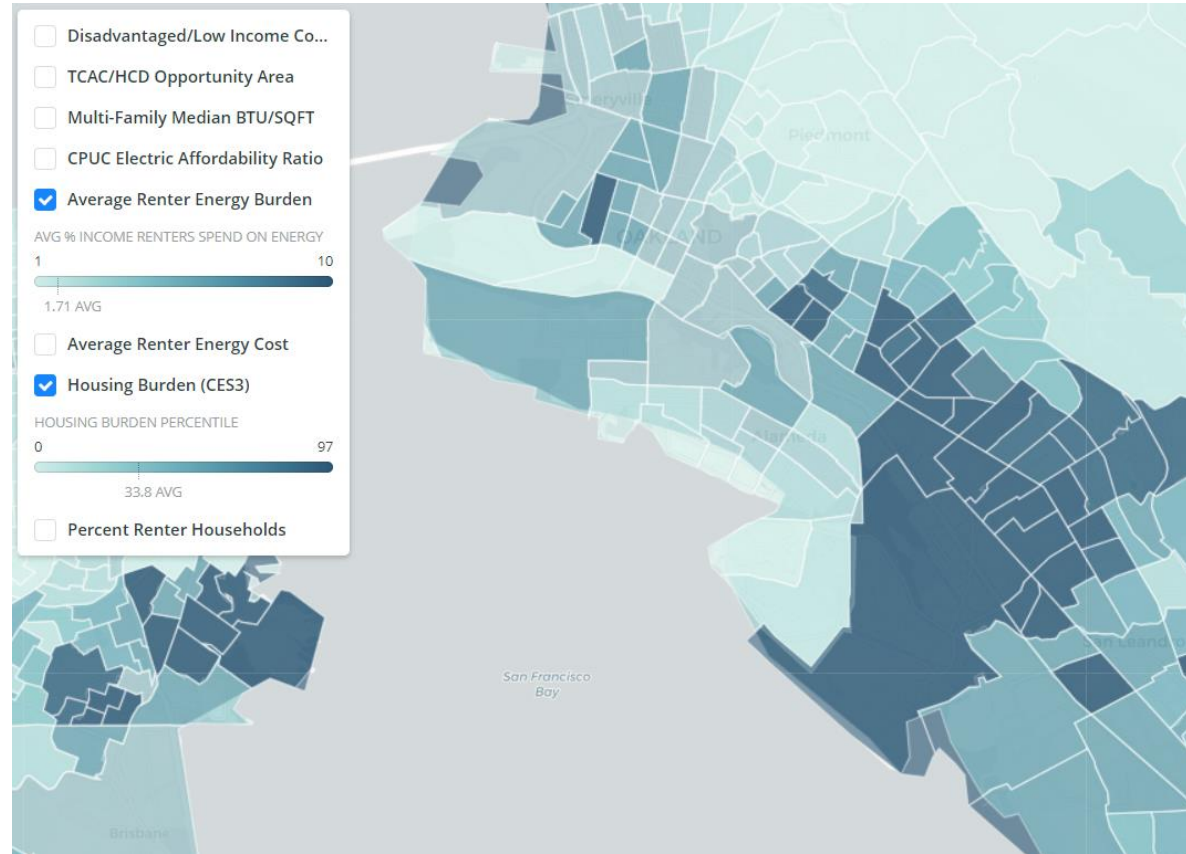 Disadvantaged/Low Income Co...
TCAC/HCD Opportunity Area
Multi-Family Median BTU/SQFT
CPUC Electric Affordability Ratio
Average Renter Energy Burden
AVG % INCOME RENTERS SPEND ON ENERGY
1 10
1.71 AVG
Average Renter Energy Cost
Housing Burden (CES3)
HOUSING BURDEN PERCENTILE
0 97
33.8 AVG
Percent Renter Households
Emeryville
Piedmont
OAKLAND
Alameda
San Leandro
San Francisco
Bay
Brisbane